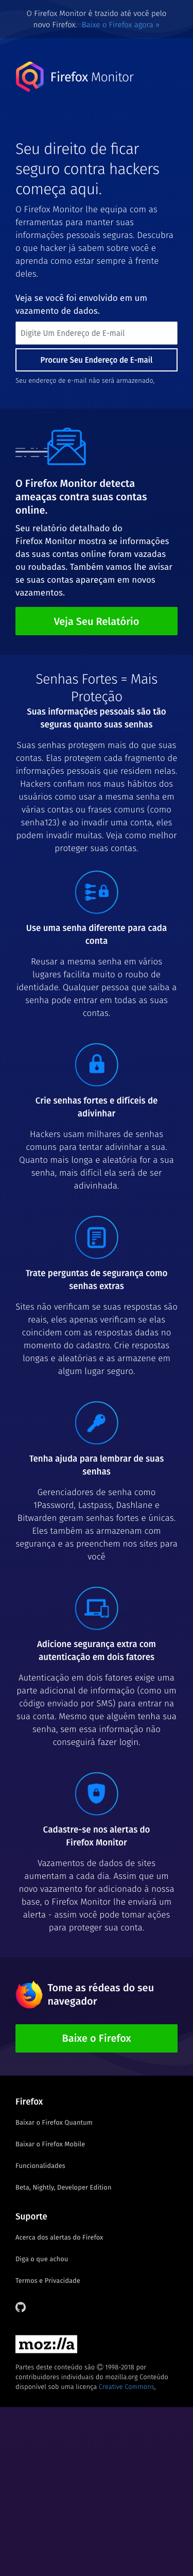 O Firefox Monitor é trazido até você pelo
novo Firefox. Baixe o Firefox agora »
Firefox Monitor
Seu direito de ficar
seguro contra hackers
começa aqui.
O Firefox Monitor lhe equipa com as
ferramentas para manter suas
informações pessoais seguras. Descubra
o que hacker já sabem sobre você e
aprenda como estar sempre à frente
deles.
Veja se você foi envolvido em um
vazamento de dados.
Digite Um Endereço de E-mail
Procure Seu Endereço de E-mail
Seu endereço de e-mail não será armazenado,
O Firefox Monitor detecta
ameaças contra suas contas
online.
Seu relatório detalhado do
Firefox Monitor mostra se informações
das suas contas online foram vazadas
ou roubadas. Também vamos lhe avisar
se suas contas apareçam em novos
vazamentos.
Veja Seu Relatório
Senhas Fortes = Mais
Proteção
Suas informações pessoais são tão
seguras quanto suas senhas
Suas senhas protegem mais do que suas
contas. Elas protegem cada fragmento de
informações pessoais que residem nelas.
Hackers confiam nos maus hábitos dos
usuários como usar a mesma senha em
várias contas ou frases comuns (como
senha123) e ao invadir uma conta, eles
podem invadir muitas. Veja como melhor
proteger suas contas.
Use uma senha diferente para cada
conta
Reusar a mesma senha em vários
lugares facilita muito o roubo de
identidade. Qualquer pessoa que saiba a
senha pode entrar em todas as suas
contas.
Crie senhas fortes e difíceis de
adivinhar
Hackers usam milhares de senhas
comuns para tentar adivinhar a sua.
Quanto mais longa e aleatória for a sua
senha, mais difícil ela será de ser
adivinhada.
Trate perguntas de segurança como
senhas extras
Sites não verificam se suas respostas são
reais, eles apenas verificam se elas
coincidem com as respostas dadas no
momento do cadastro. Crie respostas
longas e aleatórias e as armazene em
algum lugar seguro.
Tenha ajuda para lembrar de suas
senhas
Gerenciadores de senha como
1Password, Lastpass, Dashlane e
Bitwarden geram senhas fortes e únicas.
Eles também as armazenam com
segurança e as preenchem nos sites para
você
Adicione segurança extra com
autenticação em dois fatores
Autenticação em dois fatores exige uma
parte adicional de informação (como um
código enviado por SMS) para entrar na
sua conta. Mesmo que alguém tenha sua
senha, sem essa informação não
conseguirá fazer login.
Cadastre-se nos alertas do
Firefox Monitor
Vazamentos de dados de sites
aumentam a cada dia. Assim que um
novo vazamento for adicionado à nossa
base, o Firefox Monitor lhe enviará um
alerta - assim você pode tomar ações
para proteger sua conta.
Tome as rédeas do seu
navegador
Baixe o Firefox
Firefox
Baixar o Firefox Quantum
Baixar o Firefox Mobile
Funcionalidades
Beta, Nightly, Developer Edition
Suporte
Acerca dos alertas do Firefox
Diga o que achou
Termos e Privacidade
moz://a
Partes deste conteúdo são © 1998-2018 por
contribuidores individuais do mozilla.org Conteúdo
disponível sob uma licença Creative Commons.